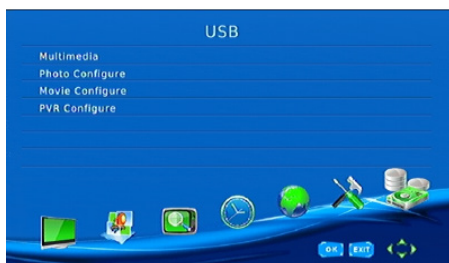 USB
Multimedia
Photo Configure
Movie Configure
PVR Configure
OK EXIT